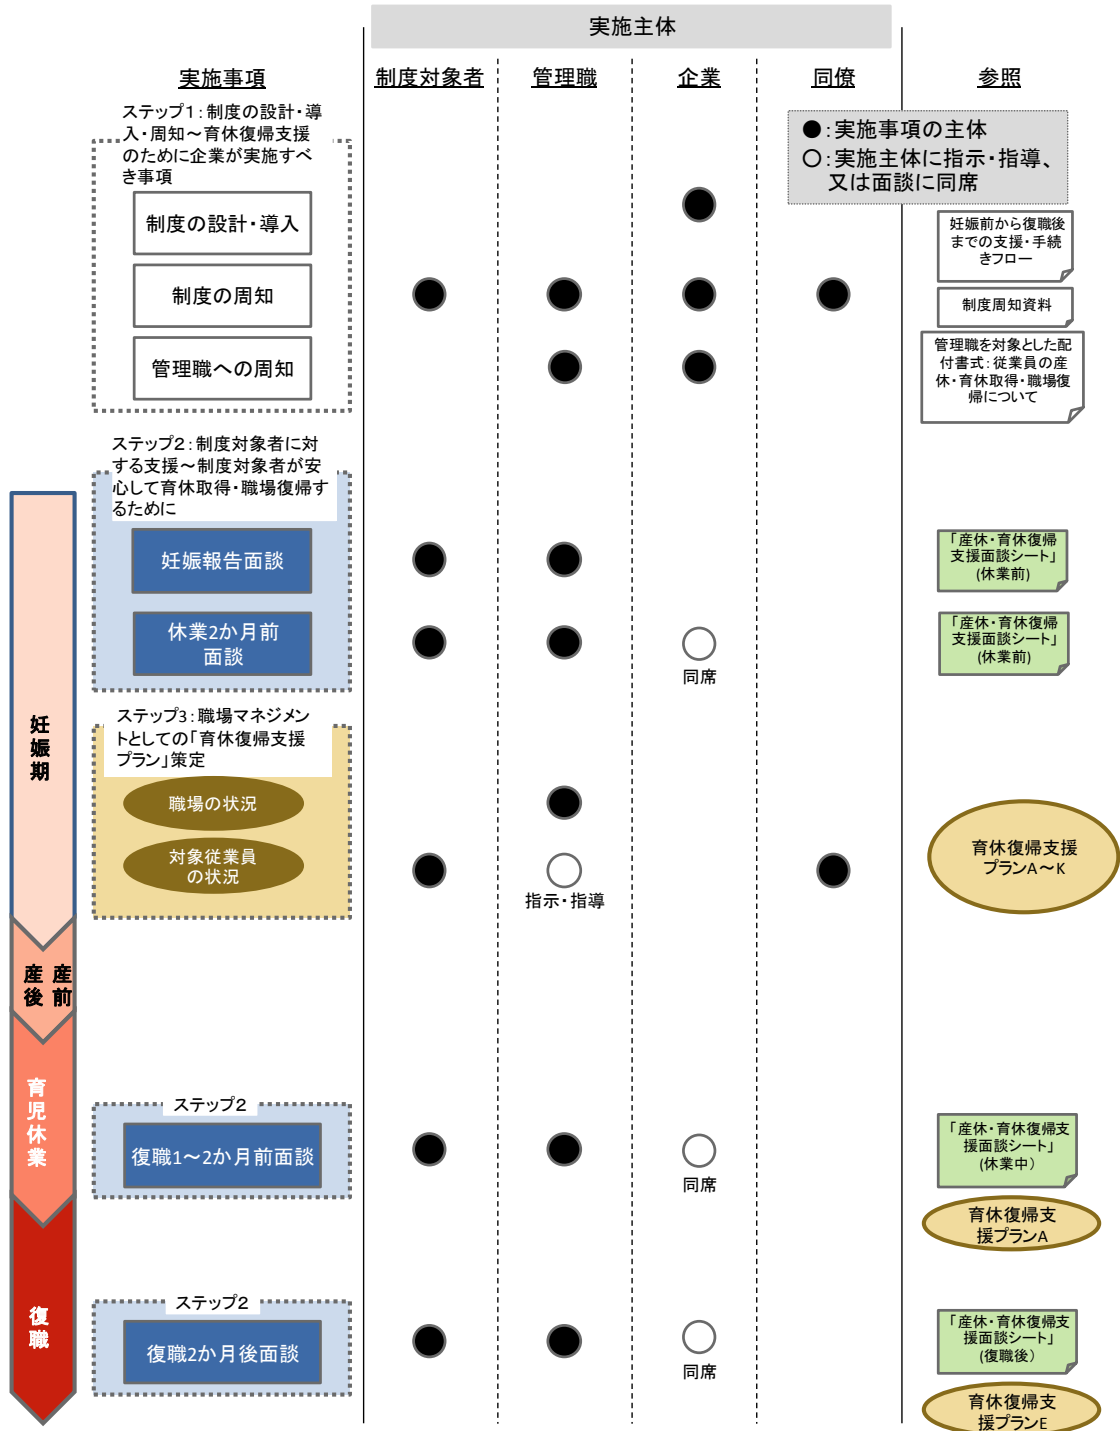 実施主体
実施事項
制度対象者
管理職
企業
同僚
参照
●：実施事項の主体
○：実施主体に指示・指導、
又は面談に同席
ステップ1：制度の設計・導
入・周知～育休復帰支援
のために企業が実施すべ
き事項
制度の設計・導入
制度の周知
管理職への周知
妊娠前から復職後
までの支援・手続
きフロー
制度周知資料
管理職を対象とした配
付書式：従業員の産
休・育休取得・職場復
帰について
ステップ2：制度対象者に対
する支援～制度対象者が安
心して育休取得・職場復帰す
るために
妊娠報告面談
「産休・育休復帰
支援面談シート」
(休業前)
休業2か月前
面談
同席
「産休・育休復帰
支援面談シート」
(休業前)
妊娠期
ステップ3：職場マネジメン
トとしての「育休復帰支援
プラン」策定
職場の状況
対象従業員
の状況
指示・指導
育休復帰支援
プランA～K
産前
産後
育児休業
ステップ2
復職1～2か月前面談
同席
「産休・育休復帰支
援面談シート」
(休業中)
育休復帰支
援プランA
復職
ステップ2
復職2か月後面談
同席
「産休・育休復帰支
援面談シート」
(復職後)
育休復帰支
援プランE